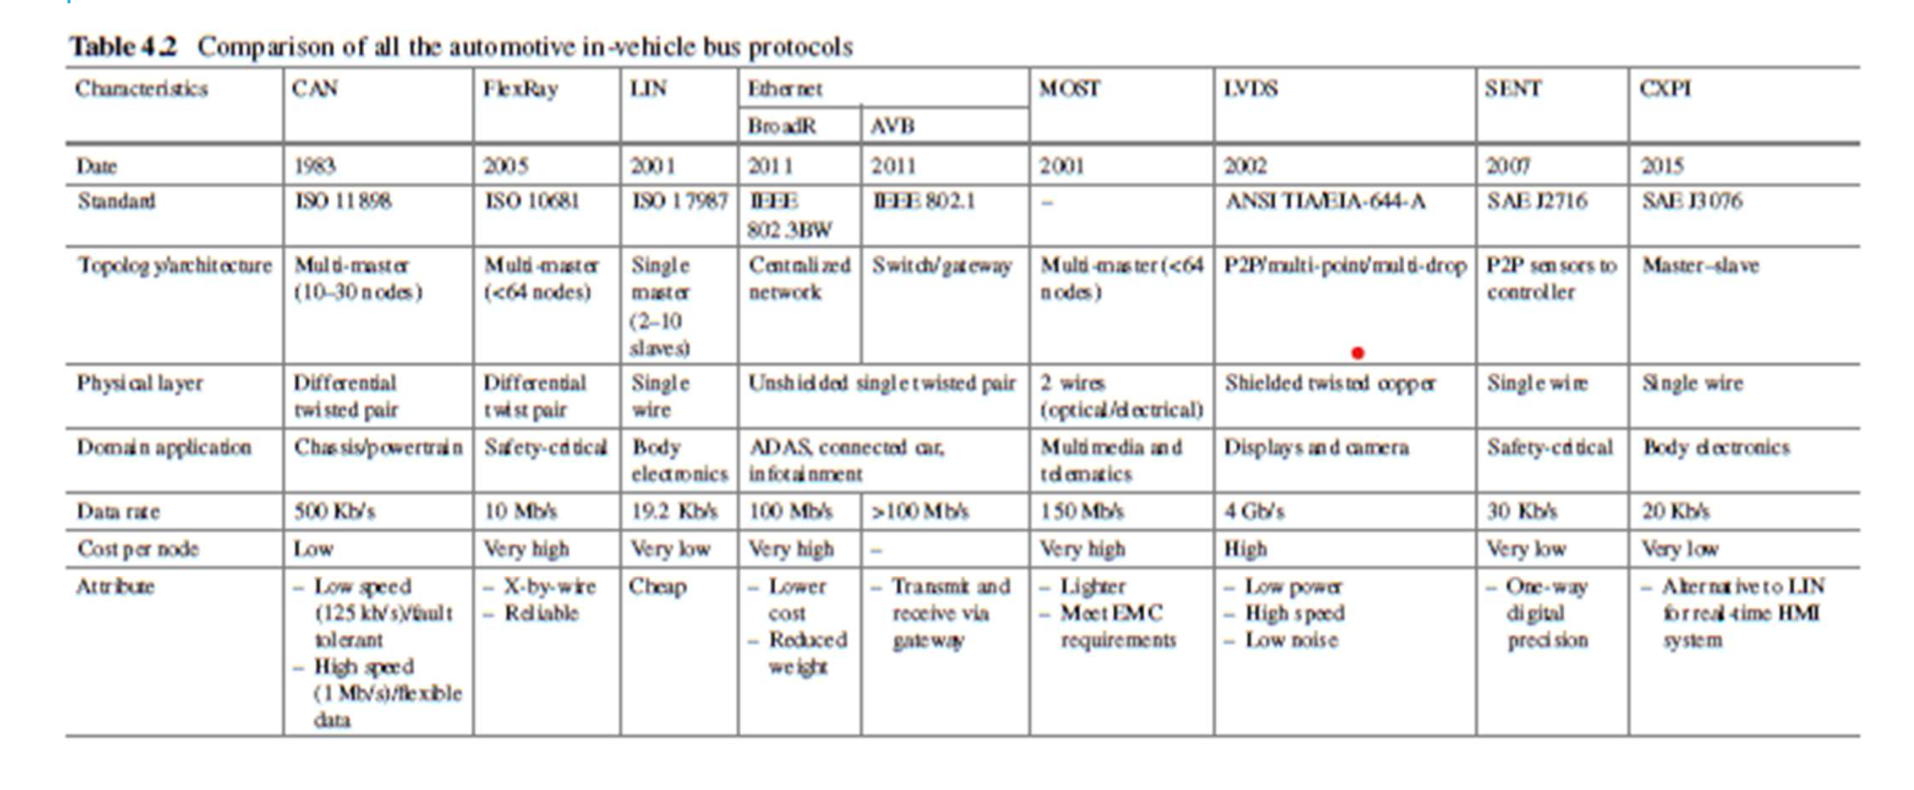 Table 4.2 Comparison of all the automotive in-vehicle bus protocols
Characteristics CAN FlexRay LIN Ethernet MOST LVDS SENT CXPI
BroadR AVB
Date 1983 2005 2001 2011 2011 2001 2002 2007 2015
Standard ISO 11898 ISO 10681 ISO 17987 IEEE IEEE 802.1 – ANSI TIA/EIA-644-A SAE J2716 SAE J3076
802.3BW
Topology/architecture Multi-master Multi-master Single Centralized Switch/gateway Multi-master (<64 P2P/multi-point/multi-drop P2P sensors to Master–slave
(10–30 nodes) (<64 nodes) master network nodes) controller
(2–10
slaves)
Physical layer Differential Differential Single Unshielded single twisted pair 2 wires Shielded twisted copper Single wire Single wire
twisted pair twist pair wire (optical/electrical)
Domain application Chassis/powertrain Safety-critical Body ADAS, connected car, Multimedia and Displays and camera Safety-critical Body electronics
electronics infotainment telematics
Data rate 500 Kb/s 10 Mb/s 19.2 Kb/s 100 Mb/s >100 Mb/s 150 Mb/s 4 Gb/s 30 Kb/s 20 Kb/s
Cost per node Low Very high Very low Very high – Very high High Very low Very low
Attribute – Low speed – X-by-wire Cheap – Lower – Transmit and – Lighter – Low power – One-way – Alternative to LIN
(125 kb/s)/fault – Reliable cost receive via – Meet EMC – High speed digital for real-time HMI
tolerant – Reduced gateway requirements – Low noise precision system
– High speed weight
(1 Mb/s)/flexible
data